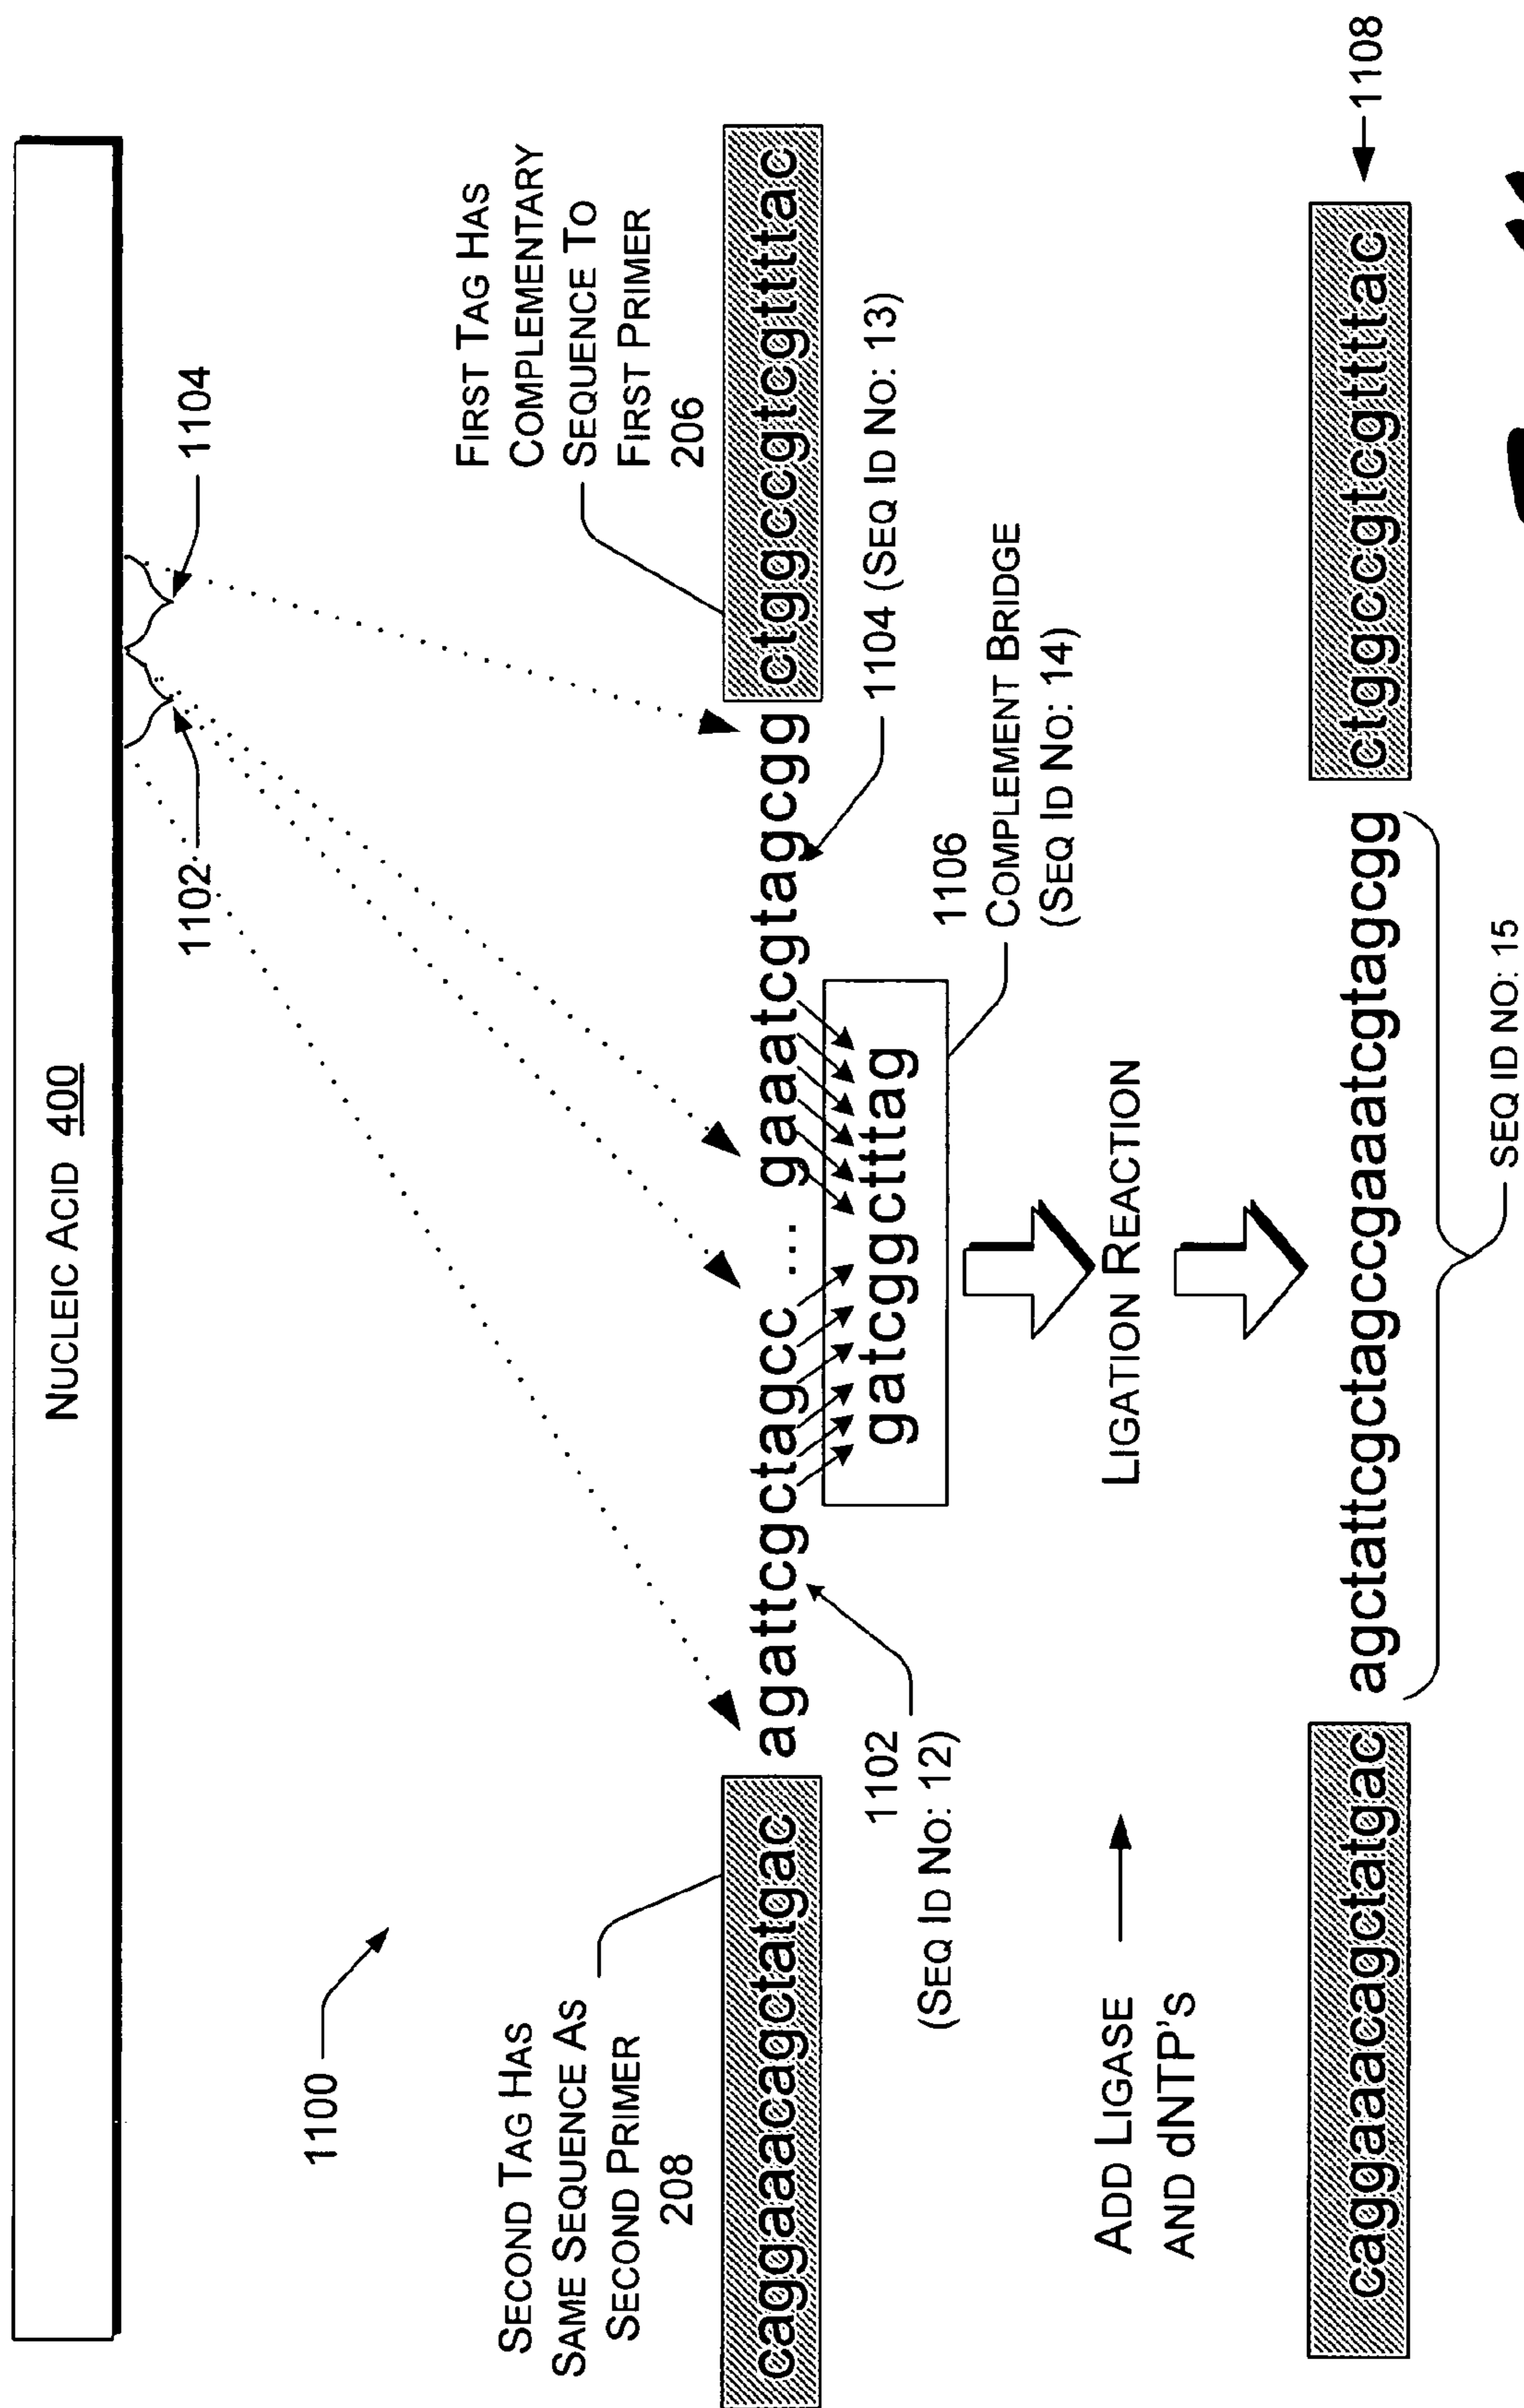 NUCLEIC ACID 400
1102
1104
1100
SECOND TAG HAS
SAME SEQUENCE AS
SECOND PRIMER
208
FIRST TAG HAS
COMPLEMENTARY
SEQUENCE TO
FIRST PRIMER
206
caggaaacagctatgac agattcgctagcc ... gaaatcgtagcgg ctggccgtcgttttac
1102
(SEQ ID NO: 12)
gatcggctttag
1104 (SEQ ID NO: 13)
1106
COMPLEMENT BRIDGE
(SEQ ID NO: 14)
ADD LIGASE
AND dNTP'S
LIGATION REACTION
caggaaacagctatgac agctattcgctagccgaaatcgtagcgg ctggccgtcgttttac
1108
SEQ ID NO: 15